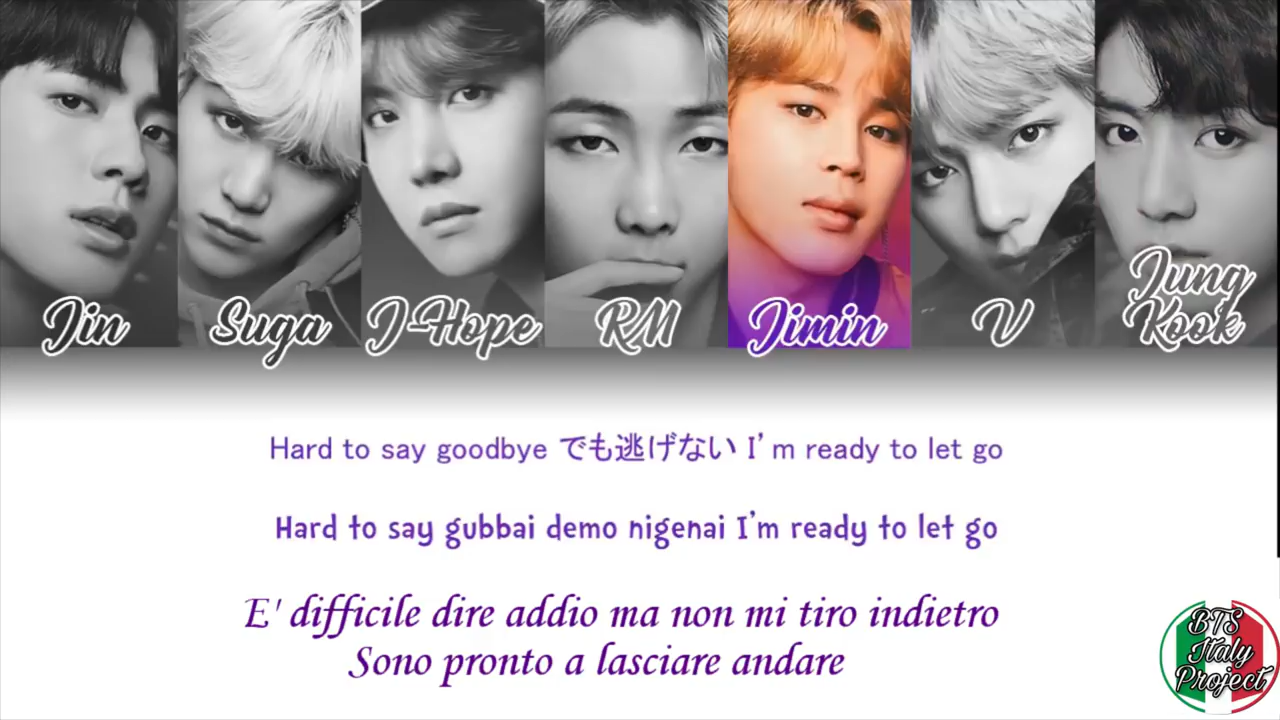 Jin
Suga
J-Hope
RM
Jimin
V
Jung
Kook
Hard to say goodbye でも逃げない I'm ready to let go
Hard to say gubbai demo nigenai I'm ready to let go
E' difficile dire addio ma non mi tiro indietro
Sono pronto a lasciare andare
BTS
Italy
Project